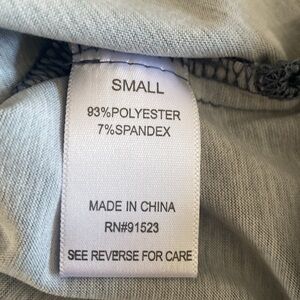 SMALL
93%POLYESTER
7%SPANDEX
MADE IN CHINA
RN#91523
SEE REVERSE FOR CARE